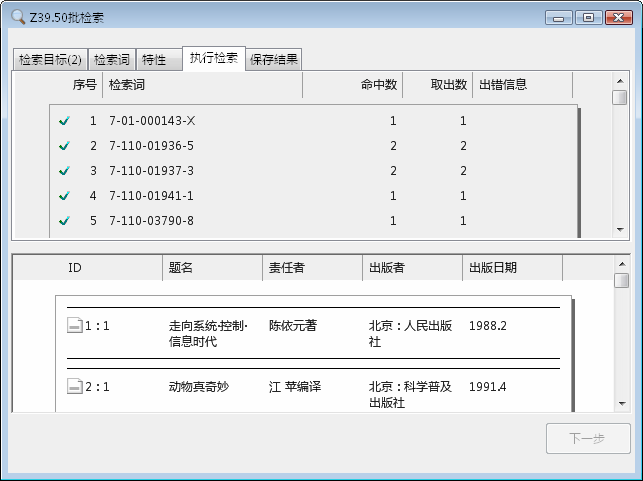 Z39.50批检索
检索目标(2) 检索词 特性 执行检索 保存结果
序号 检索词 命中数 取出数 出错信息
1 7-01-000143-X 1 1
2 7-110-01936-5 2 2
3 7-110-01937-3 2 2
4 7-110-01941-1 1 1
5 7-110-03790-8 1 1
ID 题名 责任者 出版者 出版日期
1:1 走向系统·控制· 陈依元著 北京:人民出版 1988.2
信息时代 社
2:1 动物真奇妙 江 苹编译 北京:科学普及 1991.4
出版社
下一步